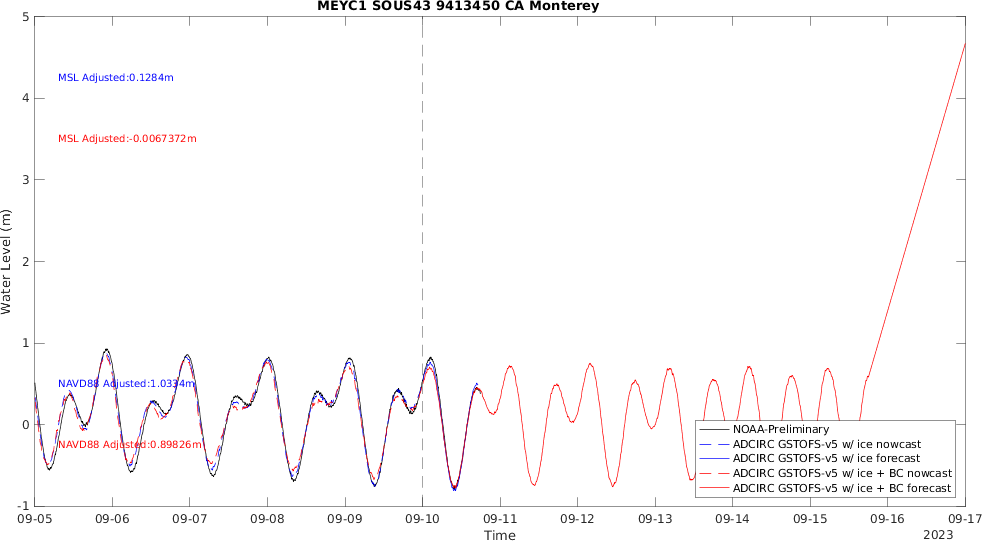 MEYC1 SOUS43 9413450 CA Monterey
5
4
3
2
1
0
-1
Water Level (m)
MSL Adjusted:0.1284m
MSL Adjusted:-0.0067372m
NAVD88 Adjusted:1.0334m
NAVD88 Adjusted:0.89826m
NOAA-Preliminary
ADCIRC GSTOFS-v5 w/ ice nowcast
ADCIRC GSTOFS-v5 w/ ice forecast
ADCIRC GSTOFS-v5 w/ ice + BC nowcast
ADCIRC GSTOFS-v5 w/ ice + BC forecast
09-05 09-06 09-07 09-08 09-09 09-10 09-11 09-12 09-13 09-14 09-15 09-16 09-17
Time
2023